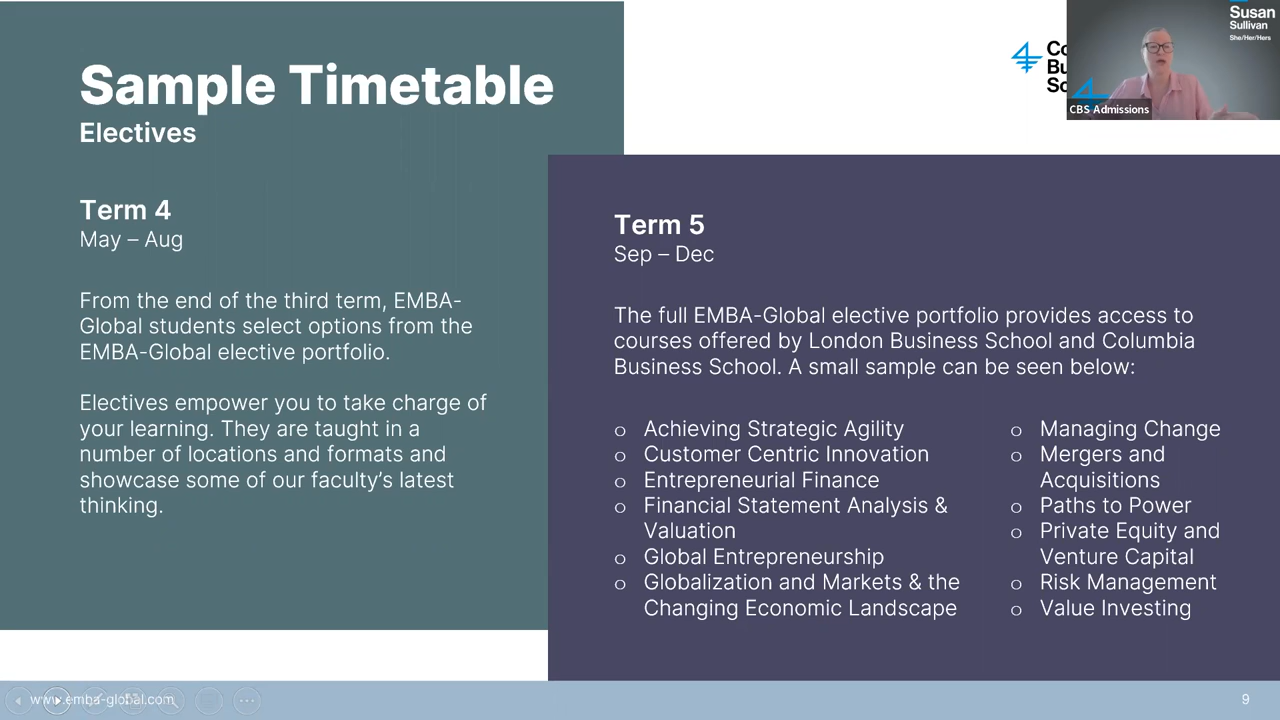 Sample Timetable
Electives
Term 4
May – Aug
From the end of the third term, EMBA-
Global students select options from the
EMBA-Global elective portfolio.
Electives empower you to take charge of
your learning. They are taught in a
number of locations and formats and
showcase some of our faculty’s latest
thinking.
Term 5
Sep – Dec
The full EMBA-Global elective portfolio provides access to
courses offered by London Business School and Columbia
Business School. A small sample can be seen below:
o Achieving Strategic Agility
o Customer Centric Innovation
o Entrepreneurial Finance
o Financial Statement Analysis &
Valuation
o Global Entrepreneurship
o Globalization and Markets & the
Changing Economic Landscape
o Managing Change
o Mergers and
Acquisitions
o Paths to Power
o Private Equity and
Venture Capital
o Risk Management
o Value Investing
Co
Bu
Sc
Susan
Sullivan
She/Her/Hers
CBS Admissions
www.emba-global.com
9